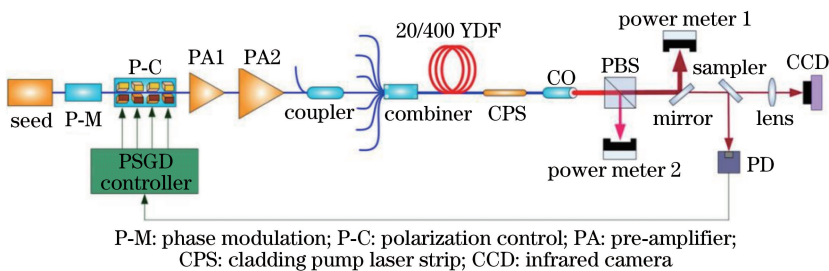 power meter 1
20/400 YDF
P-C
PA1
PA2
CO
PBS
sampler
CCD
seed
P-M
coupler
combiner
CPS
mirror
lens
PSGD
controller
power meter 2
PD
P-M: phase modulation; P-C: polarization control; PA: pre-amplifier;
CPS: cladding pump laser strip; CCD: infrared camera